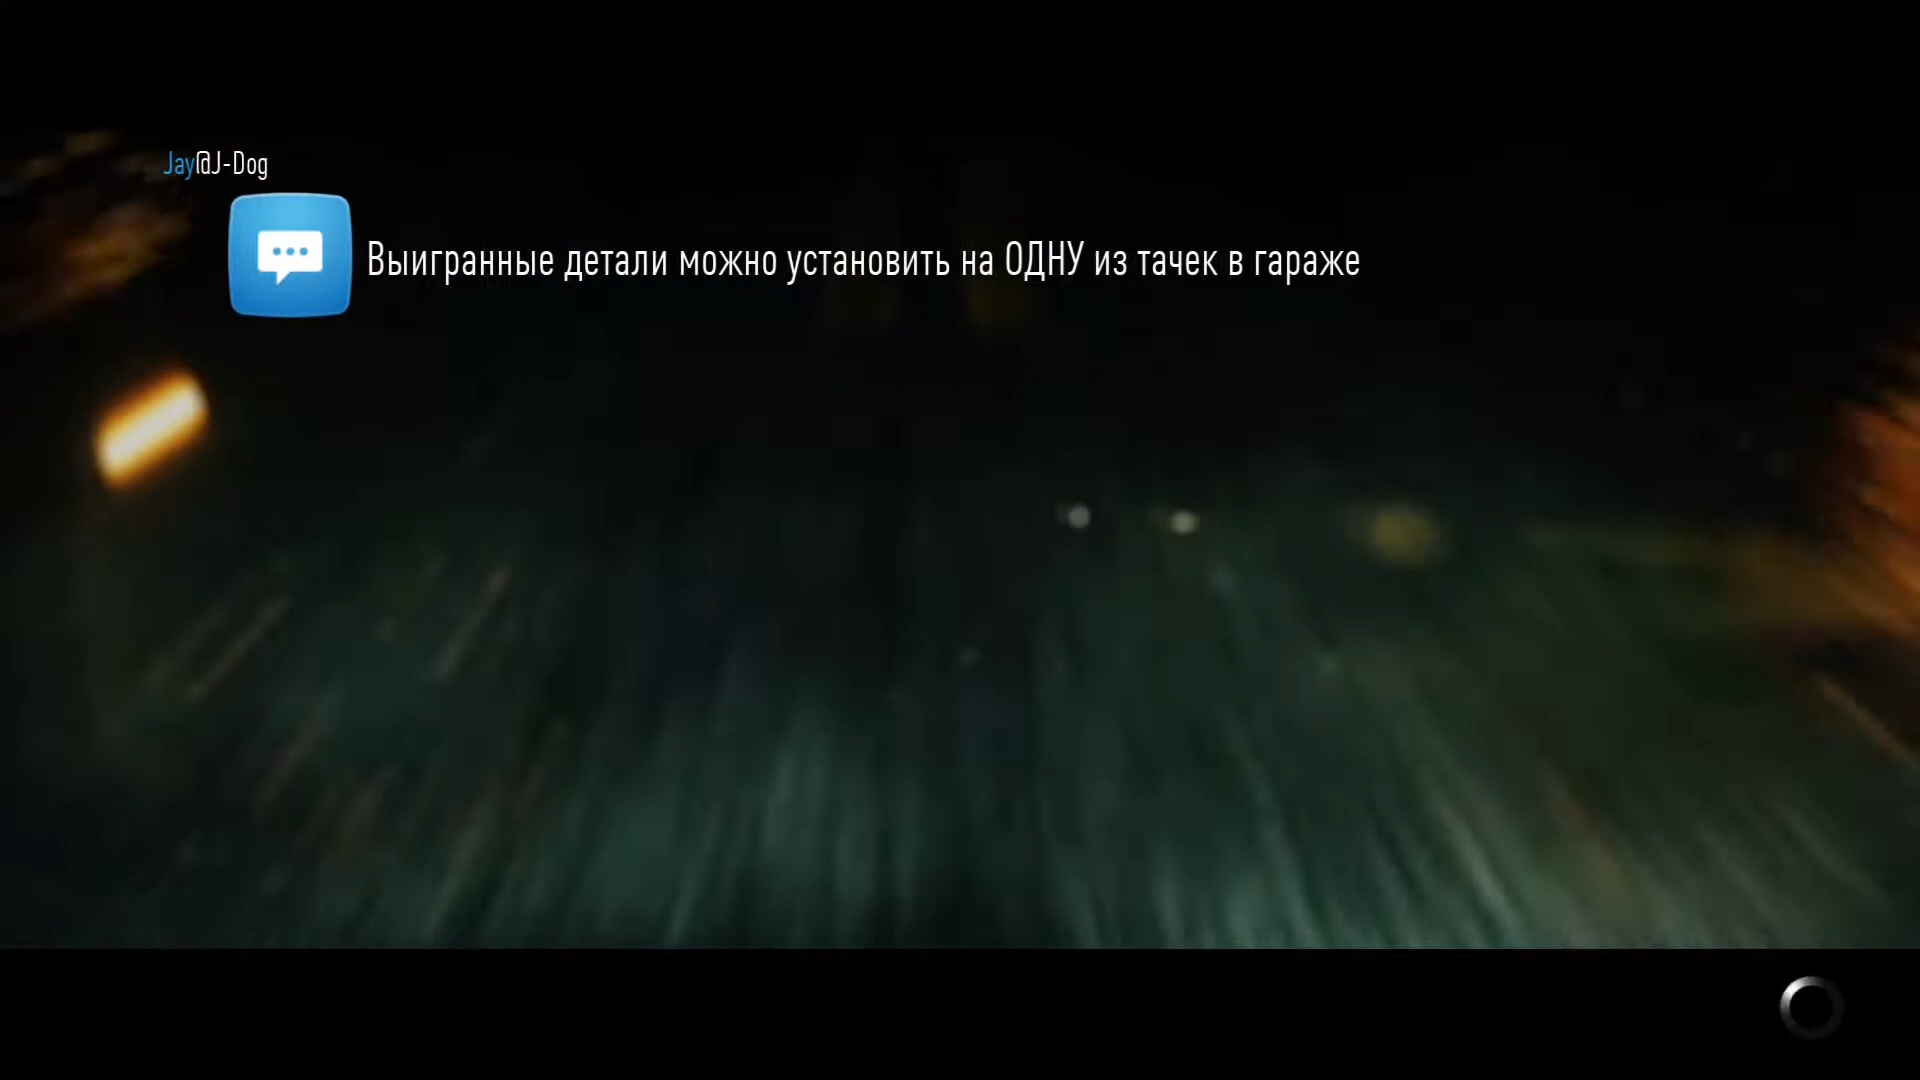 Jay@J-Dog
Выигранные детали можно установить на ОДНУ из тачек в гараже